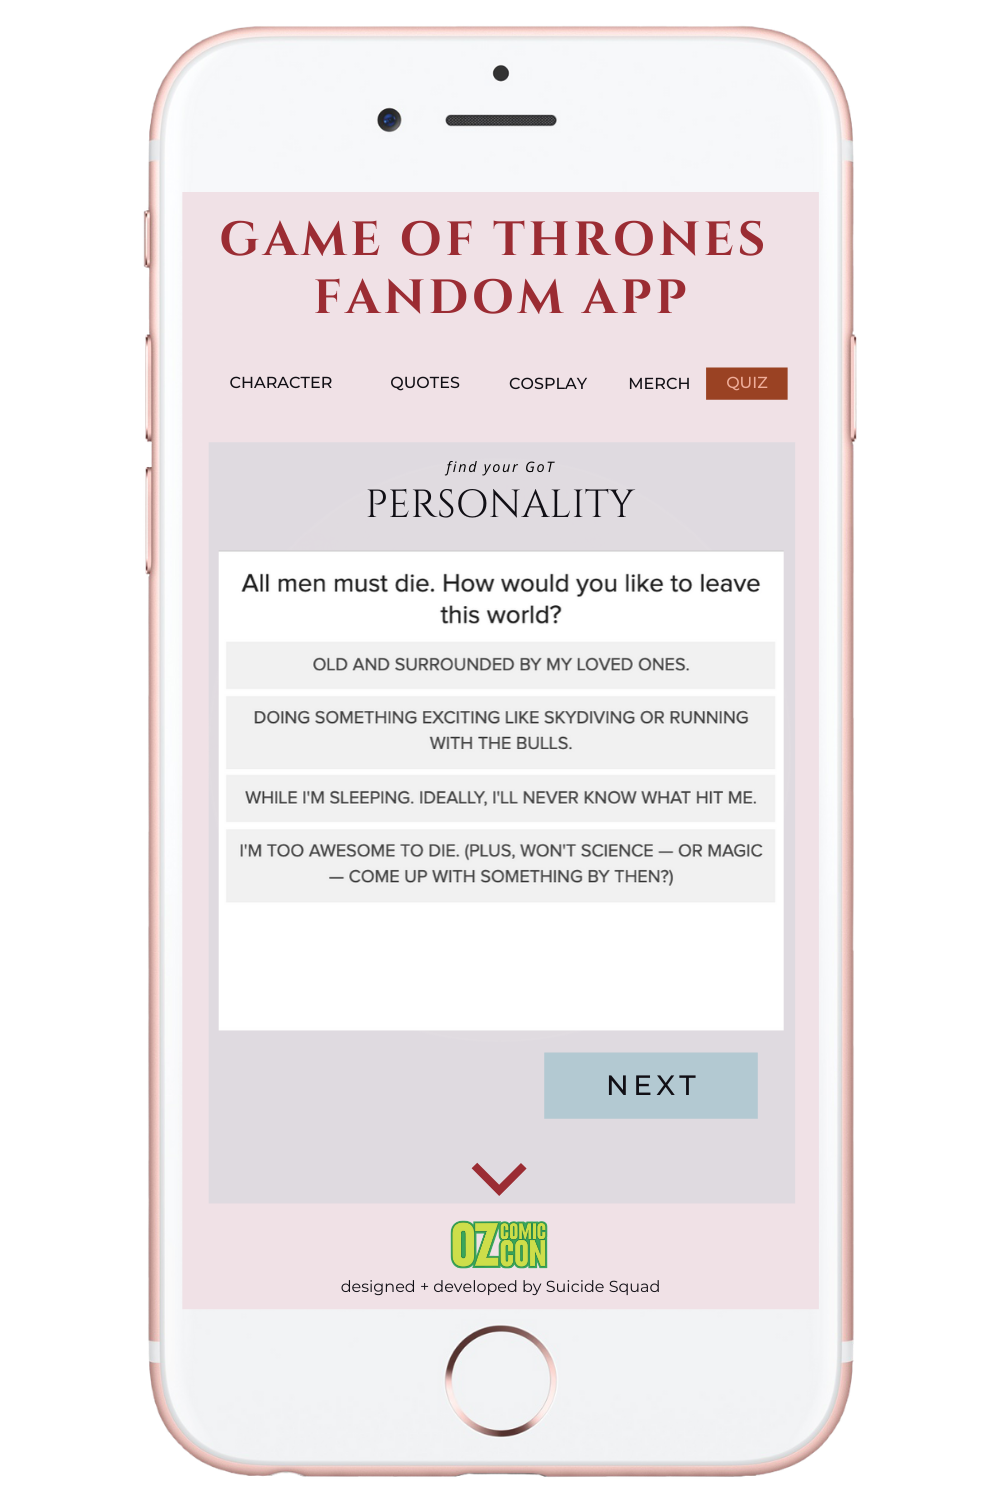 GAME OF THRONES
FANDOM APP
CHARACTER QUOTES COSPLAY MERCH QUIZ
find your GoT
PERSONALITY
All men must die. How would you like to leave
this world?
OLD AND SURROUNDED BY MY LOVED ONES.
DOING SOMETHING EXCITING LIKE SKYDIVING OR RUNNING
WITH THE BULLS.
WHILE I'M SLEEPING. IDEALLY, I'LL NEVER KNOW WHAT HIT ME.
I'M TOO AWESOME TO DIE. (PLUS, WON'T SCIENCE — OR MAGIC
— COME UP WITH SOMETHING BY THEN?)
NEXT
OZ COMIC
CON
designed + developed by Suicide Squad